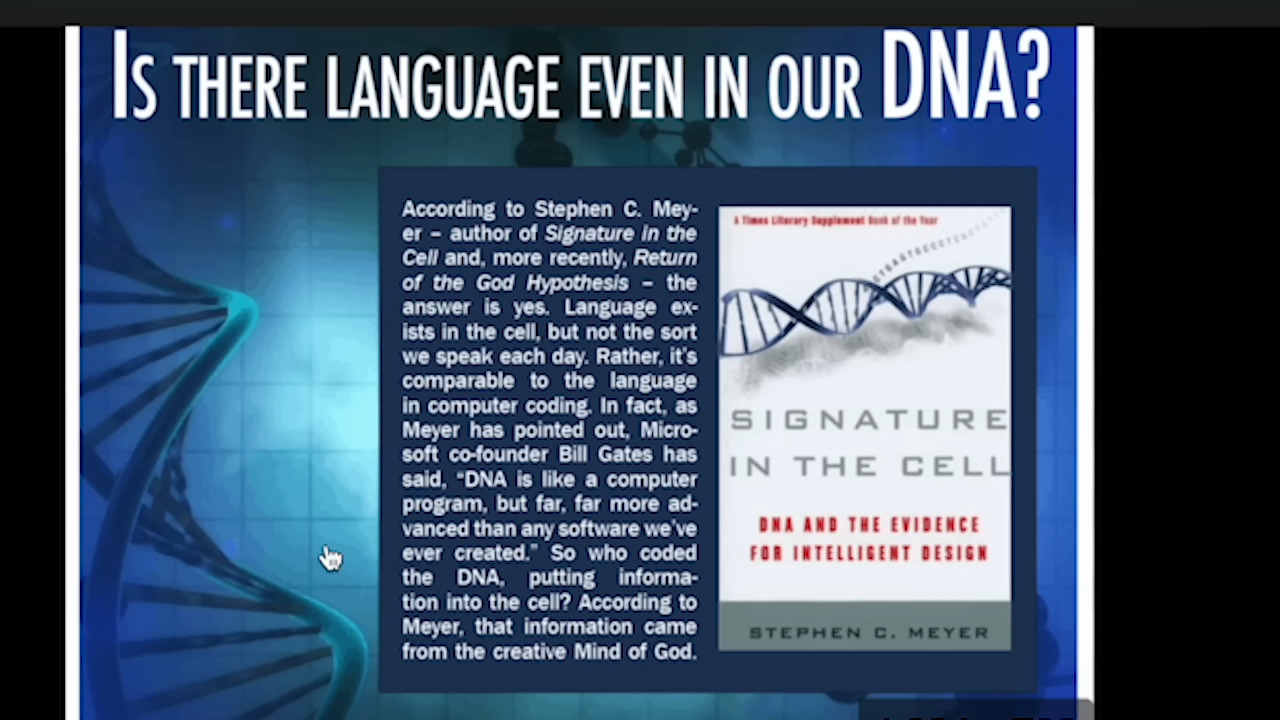 IS THERE LANGUAGE EVEN IN OUR DNA?
According to Stephen C. Mey-
er – author of Signature in the
Cell and, more recently, Return
of the God Hypothesis – the
answer is yes. Language ex-
ists in the cell, but not the sort
we speak each day. Rather, it's
comparable to the language
in computer coding. In fact, as
Meyer has pointed out, Micro-
soft co-founder Bill Gates has
said, “DNA is like a computer
program, but far, far more ad-
vanced than any software we've
ever created.” So who coded
the DNA, putting informa-
tion into the cell? According to
Meyer, that information came
from the creative Mind of God.
A Times Literary Supplement Book of the Year
SIGNATURE
IN THE CELL
DNA AND THE EVIDENCE
FOR INTELLIGENT DESIGN
STEPHEN C. MEYER